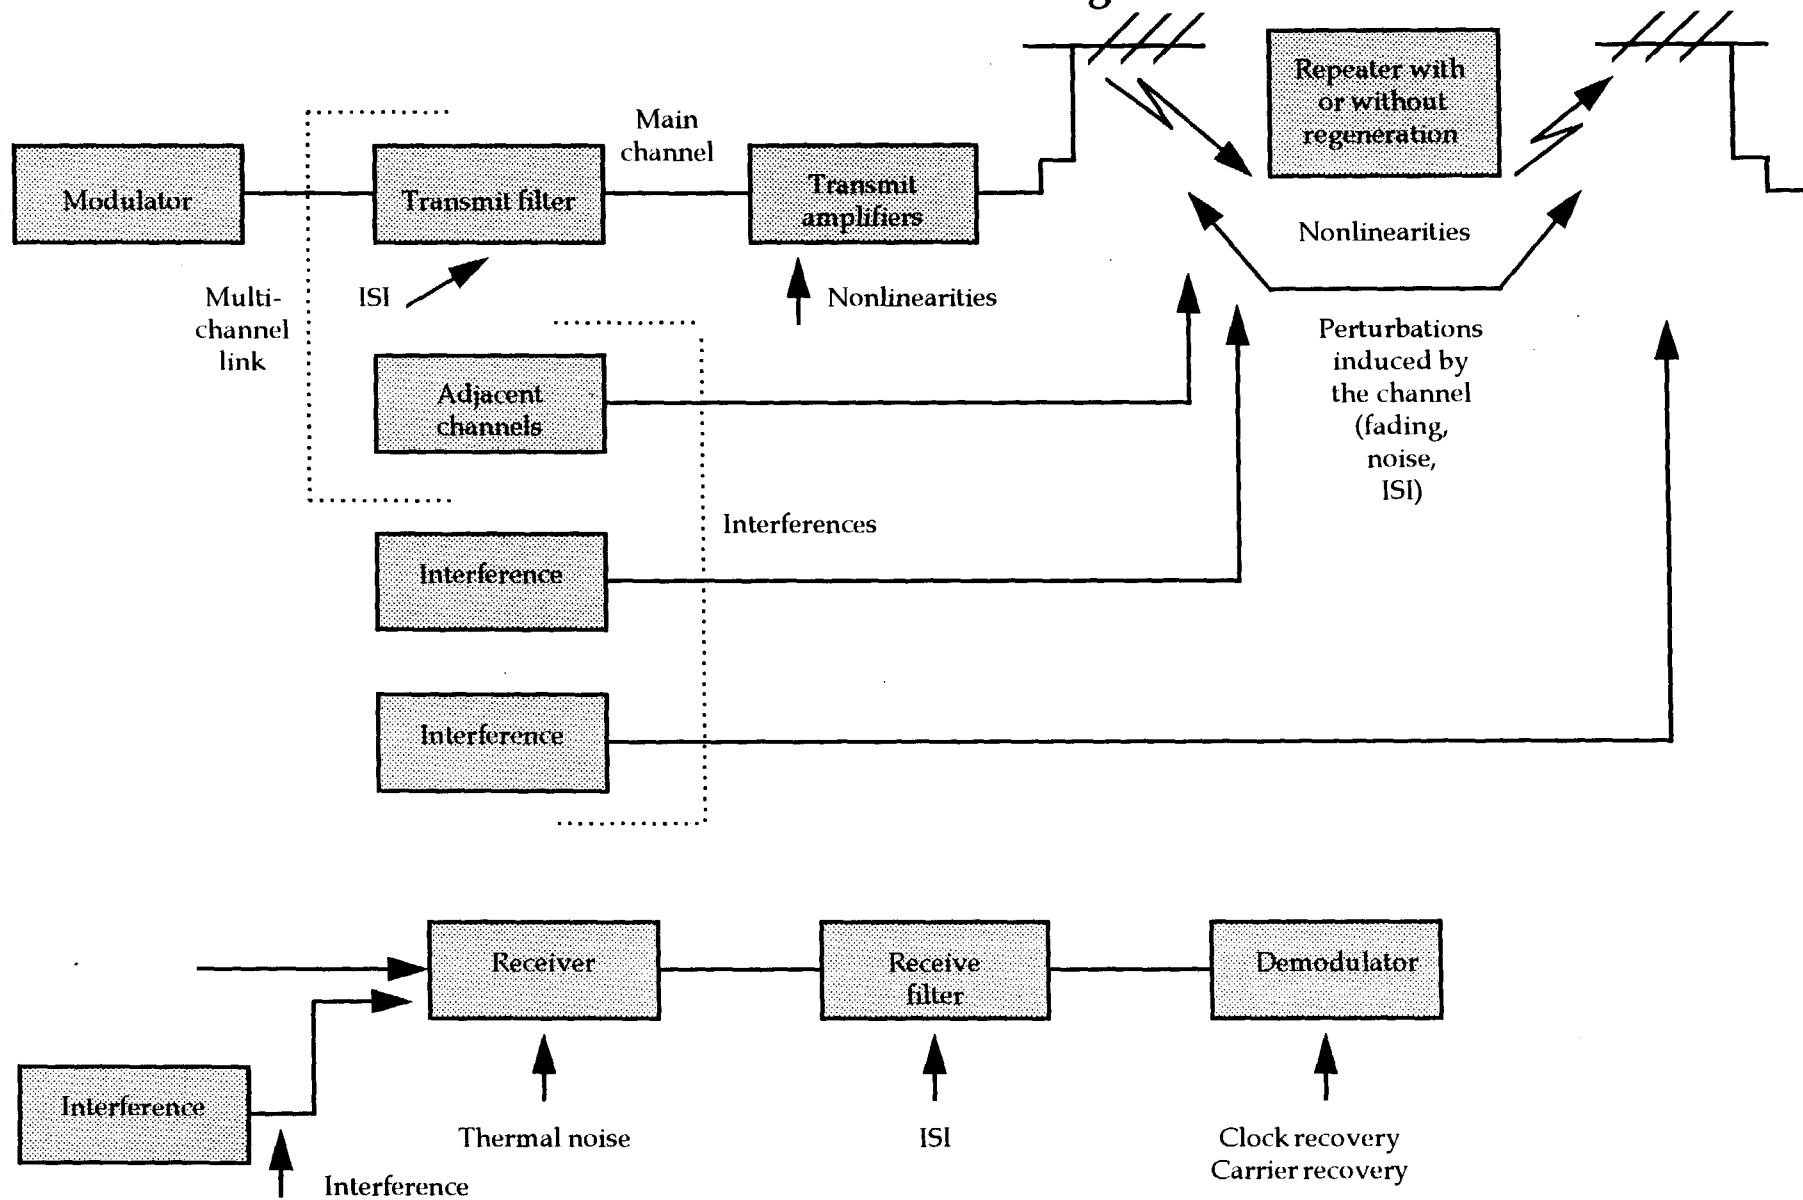 Repeater with
or without
regeneration
Main
channel
Modulator
Transmit filter
Transmit
amplifiers
Nonlinearities
Multi-
channel
link
ISI
Nonlinearities
Perturbations
induced by
the channel
(fading,
noise,
ISI)
Adjacent
channels
Interferences
Interference
Interference
Receiver
Receive
filter
Demodulator
Interference
Thermal noise
ISI
Clock recovery
Carrier recovery
Interference